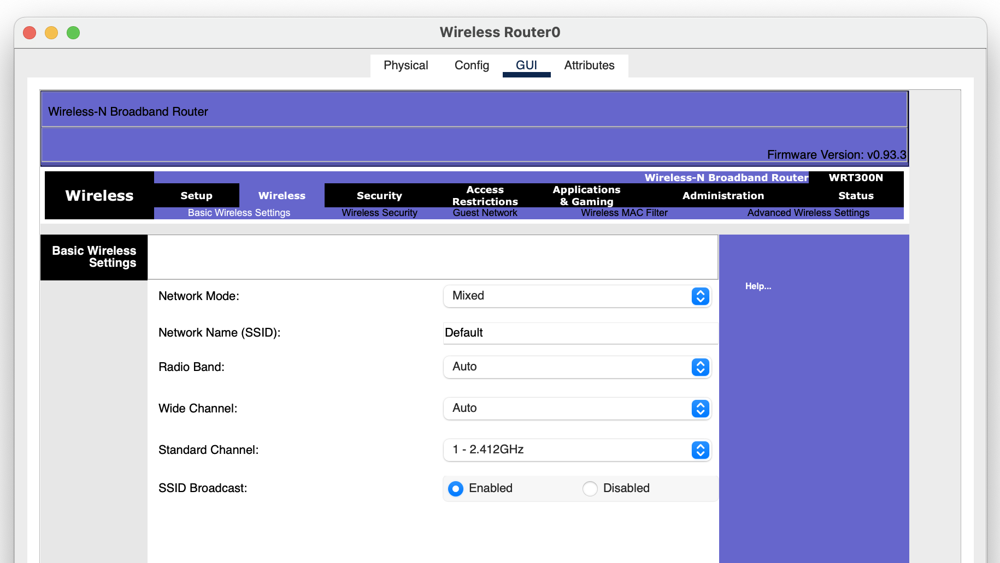 Wireless Router0
Physical Config GUI Attributes
Wireless-N Broadband Router
Firmware Version: v0.93.3
Wireless-N Broadband Router WRT300N
Wireless Setup Wireless Security Access Restrictions Applications & Gaming Administration Status
Basic Wireless Settings Wireless Security Guest Network Wireless MAC Filter Advanced Wireless Settings
Basic Wireless
Settings
Help...
Network Mode: Mixed
Network Name (SSID): Default
Radio Band: Auto
Wide Channel: Auto
Standard Channel: 1 - 2.412GHz
SSID Broadcast: Enabled Disabled